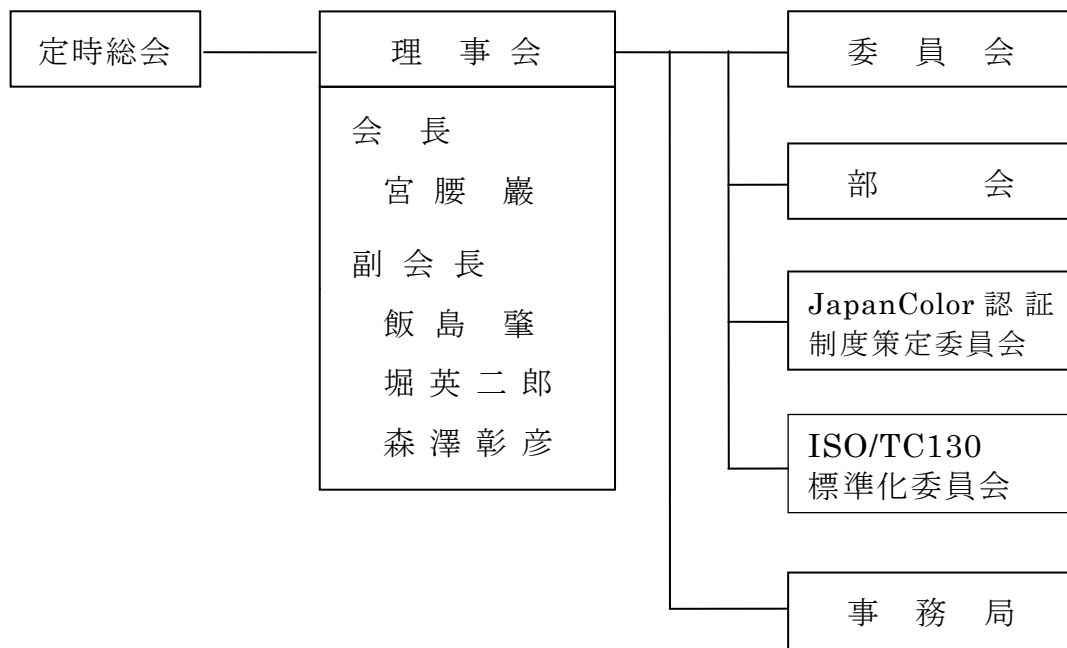 定時総会
理 事 会
会 長
宮 腰 巖
副 会 長
飯 島 肇
堀 英 二 郎
森 澤 彰 彦
委 員 会
部 会
JapanColor 認 証
制度策定委員会
ISO/TC130
標準化委員会
事 務 局